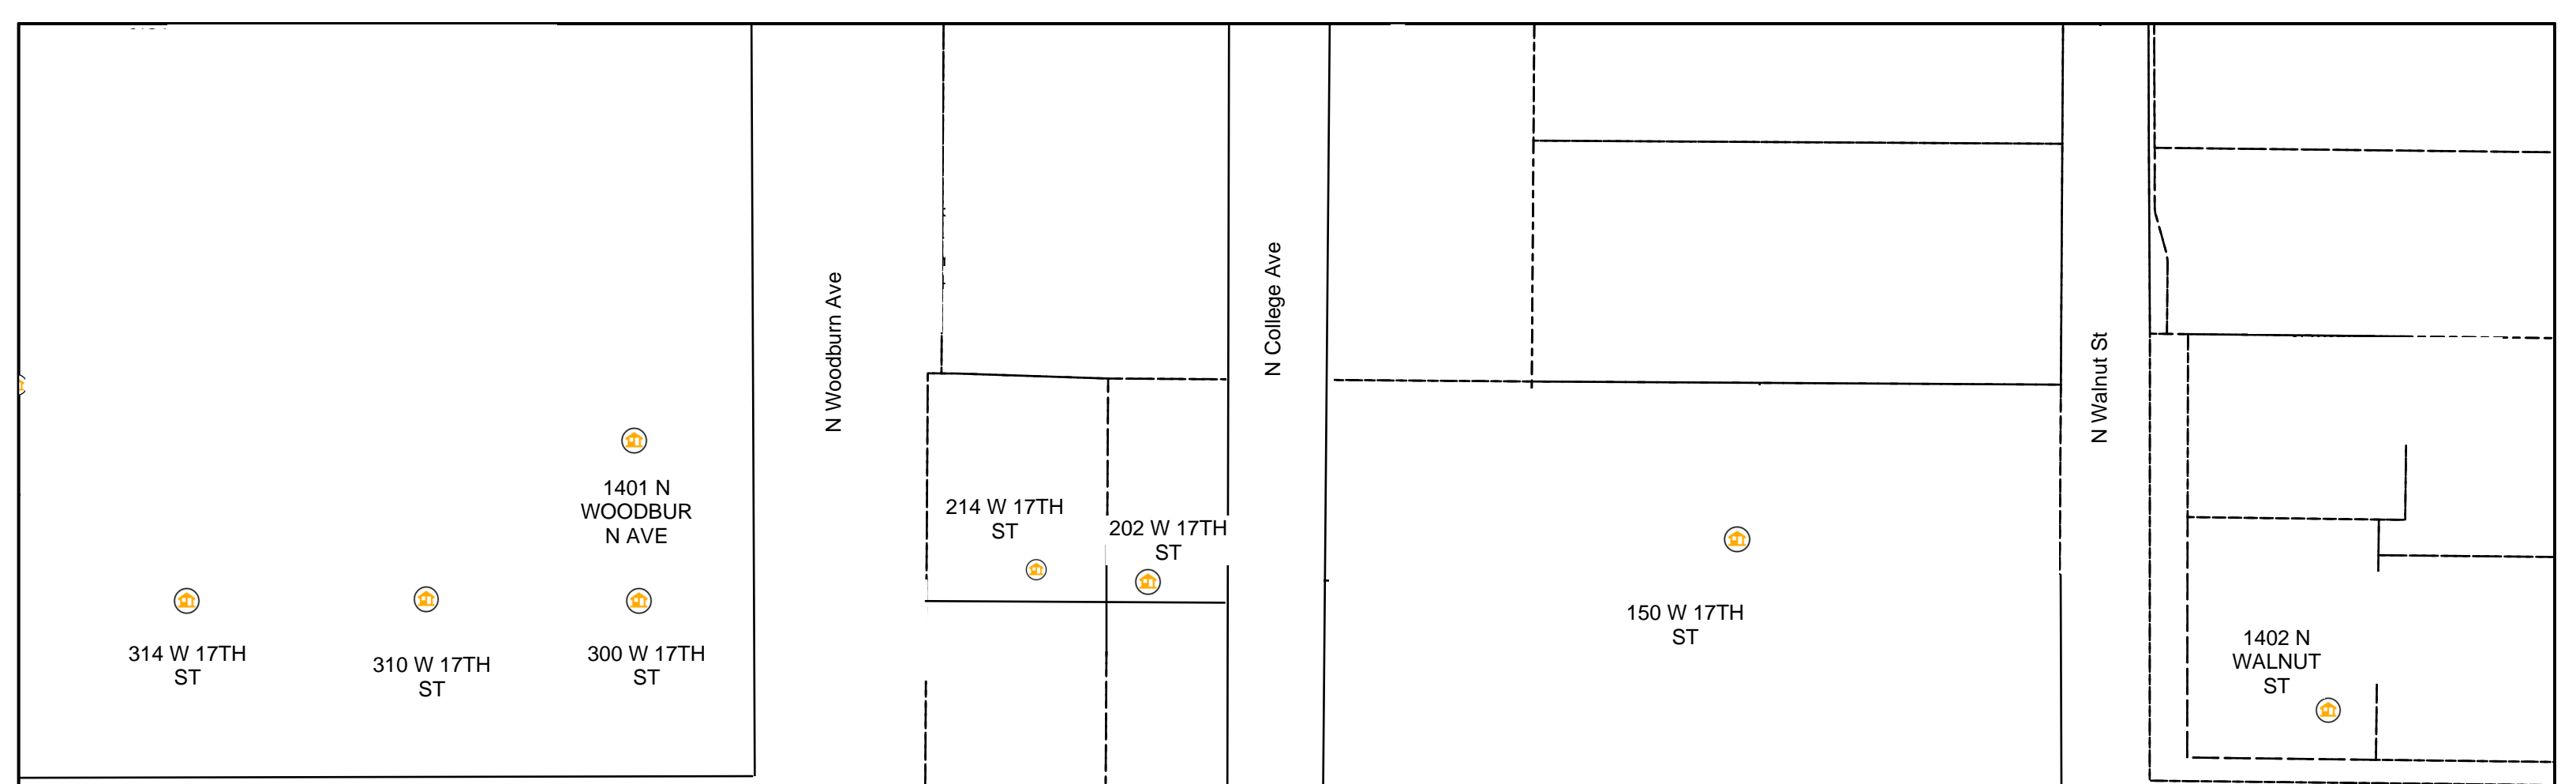 N Woodburn Ave
N College Ave
N Walnut St
1401 N
WOODBUR
N AVE
214 W 17TH
ST
202 W 17TH
ST
150 W 17TH
ST
314 W 17TH
ST
310 W 17TH
ST
300 W 17TH
ST
1402 N
WALNUT
ST